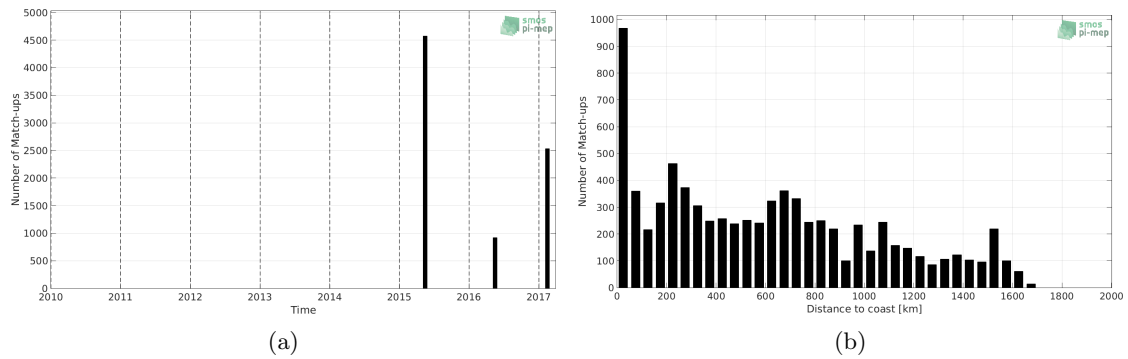 5000
4500
4000
3500
3000
2500
2000
1500
1000
500
0
Number of Match-ups
2010 2011 2012 2013 2014 2015 2016 2017
Time
smos
pi-mep
(a)
1000
900
800
700
600
500
400
300
200
100
0
Number of Match-ups
0 200 400 600 800 1000 1200 1400 1600 1800 2000
Distance to coast [km]
smos
pi-mep
(b)